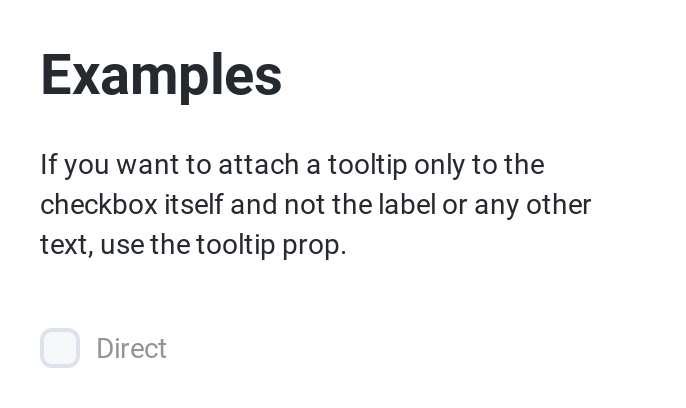 Examples
If you want to attach a tooltip only to the
checkbox itself and not the label or any other
text, use the tooltip prop.
Direct